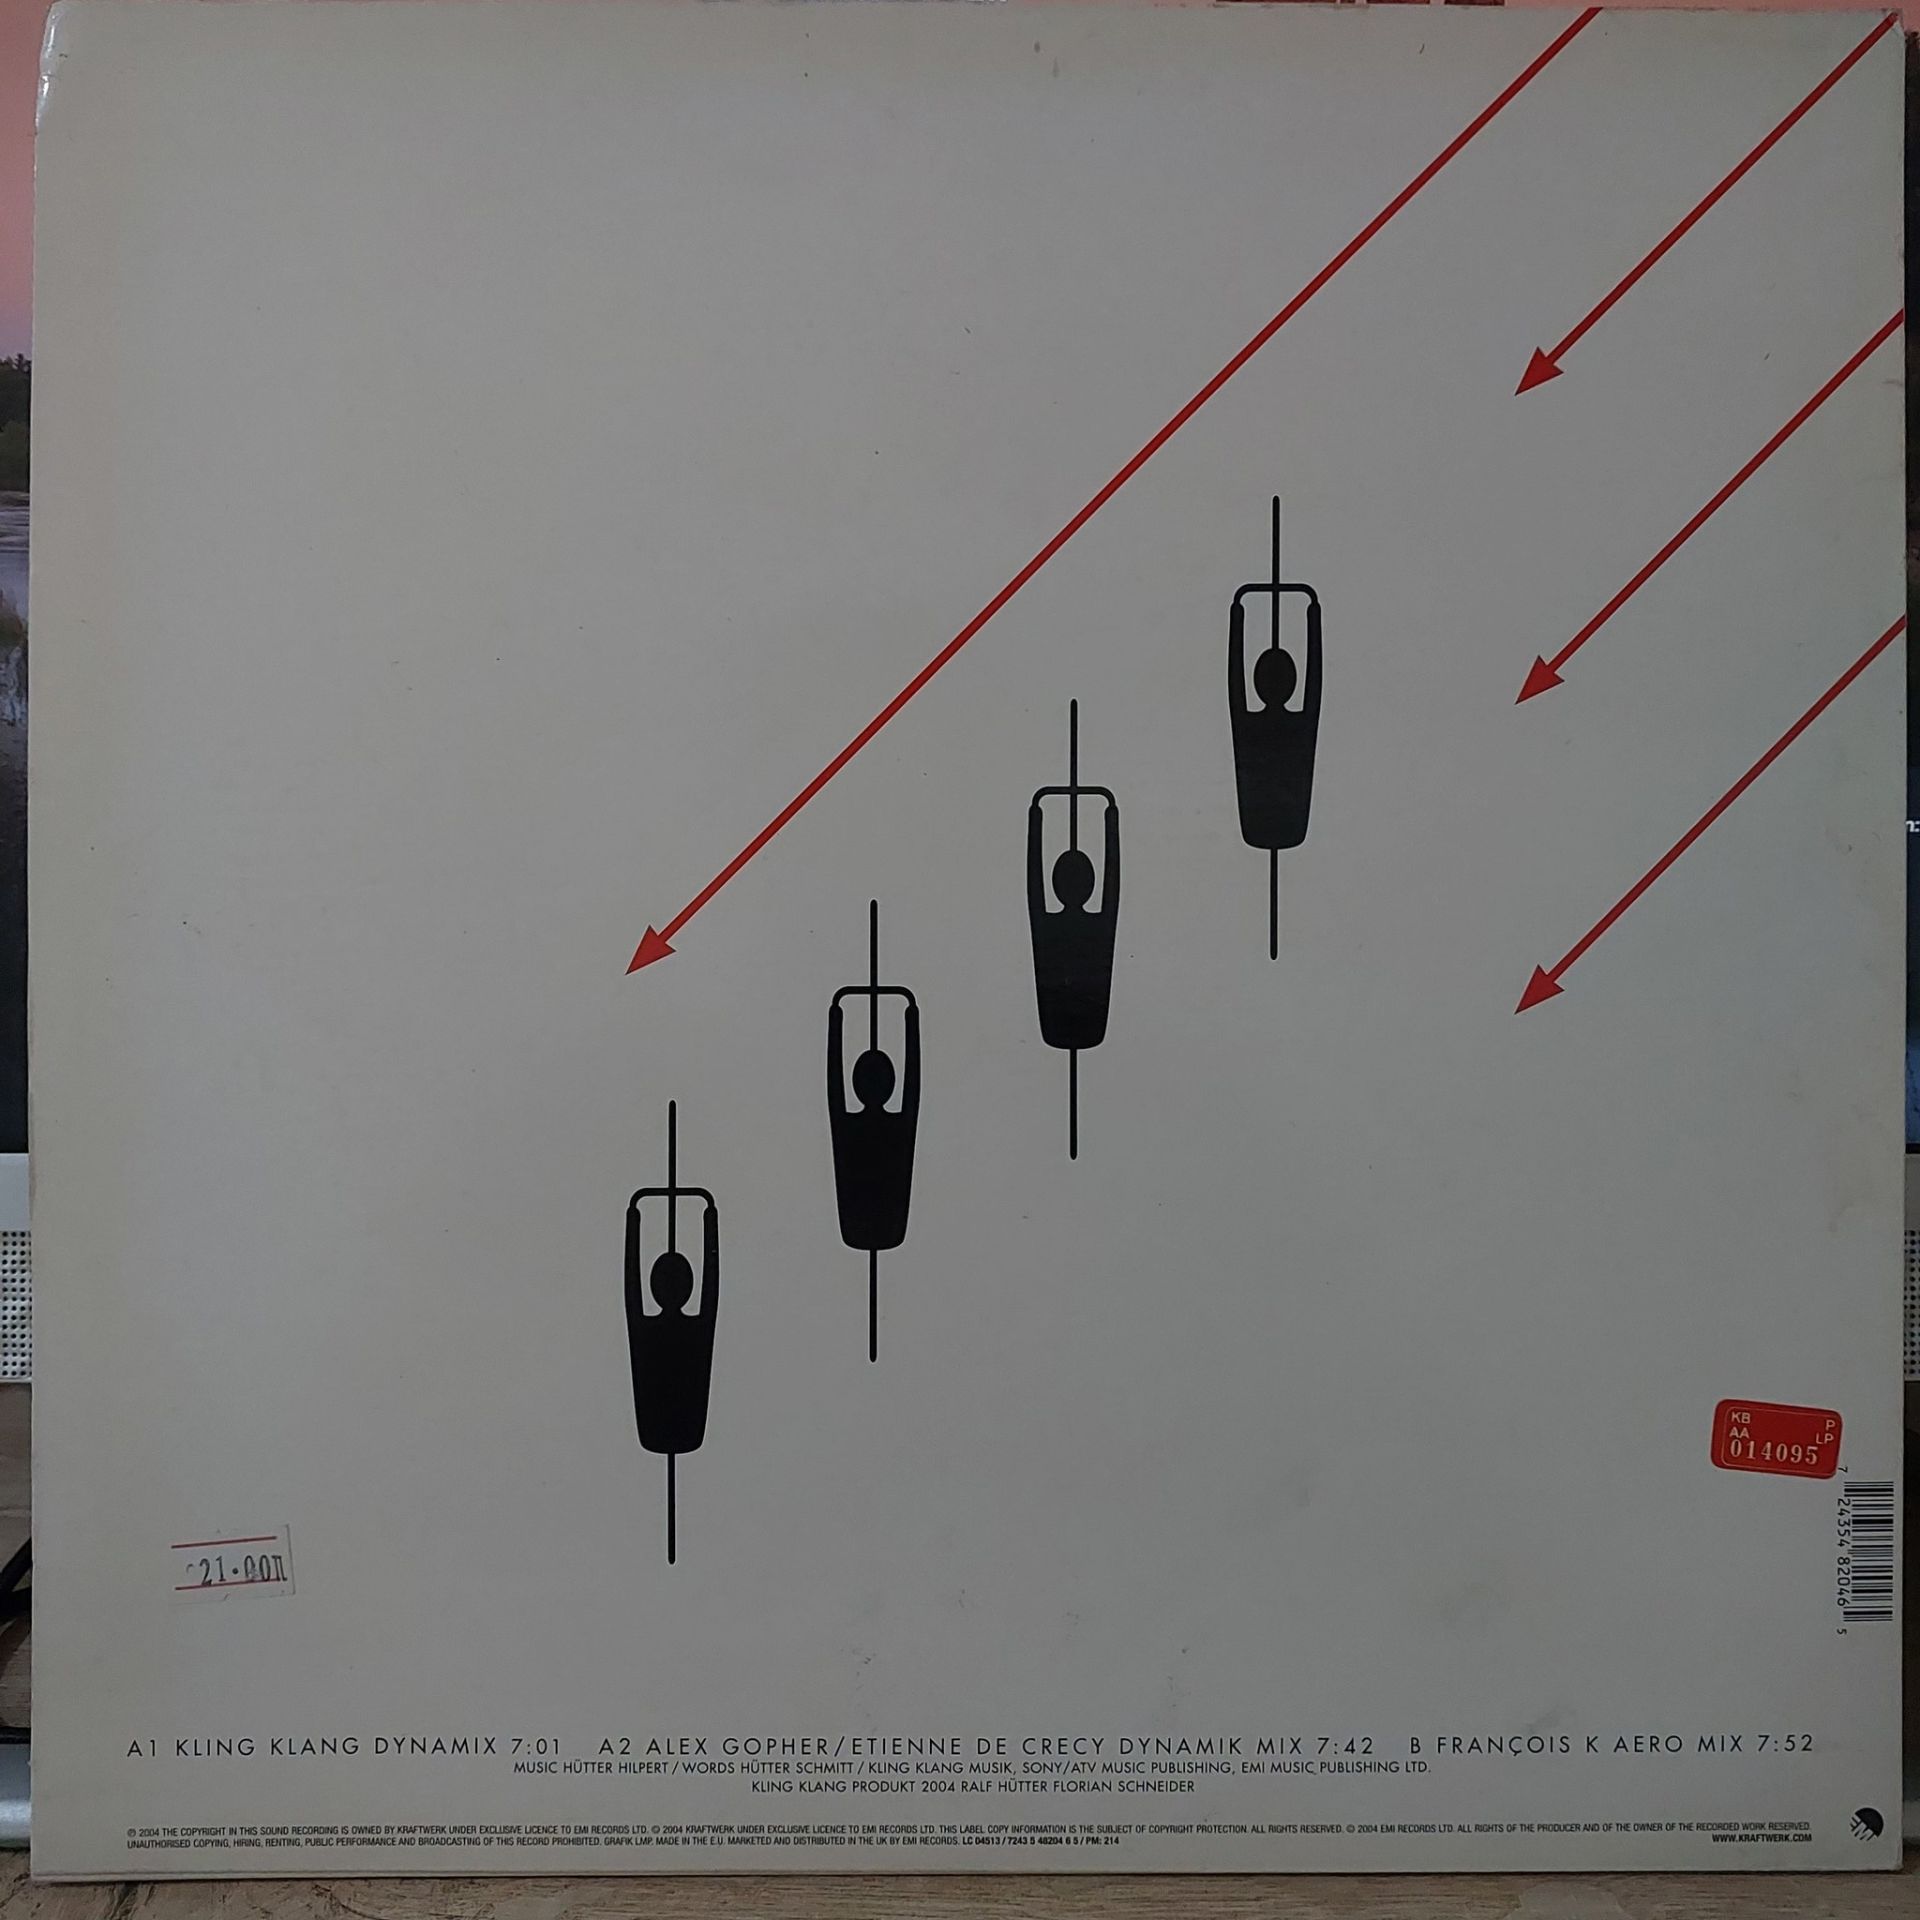 KB P
AA LP
014095
7 24354 82046 5
21.00π
A1 KLING KLANG DYNAMIX 7:01 A2 ALEX GOPHER/ETIENNE DE CRECY DYNAMIK MIX 7:42 B FRANÇOIS K AERO MIX 7:52
MUSIC HÜTTER HILPERT / WORDS HÜTTER SCHMITT / KLING KLANG MUSIK, SONY/ATV MUSIC PUBLISHING, EMI MUSIC PUBLISHING LTD.
KLING KLANG PRODUKT 2004 RALF HÜTTER FLORIAN SCHNEIDER
℗ 2004 THE COPYRIGHT IN THIS SOUND RECORDING IS OWNED BY KRAFTWERK UNDER EXCLUSIVE LICENCE TO EMI RECORDS LTD. © 2004 KRAFTWERK UNDER EXCLUSIVE LICENCE TO EMI RECORDS LTD. THIS LABEL COPY INFORMATION IS THE SUBJECT OF COPYRIGHT PROTECTION. ALL RIGHTS RESERVED. © 2004 EMI RECORDS LTD. ALL RIGHTS OF THE PRODUCER AND OF THE OWNER OF THE RECORDED WORK RESERVED.
UNAUTHORISED COPYING, HIRING, RENTING, PUBLIC PERFORMANCE AND BROADCASTING OF THIS RECORD PROHIBITED. GRAFIK LMP. MADE IN THE E.U. MARKETED AND DISTRIBUTED IN THE UK BY EMI RECORDS. LC 04513 / 7243 5 48204 6 5 / PM: 214
WWW.KRAFTWERK.COM